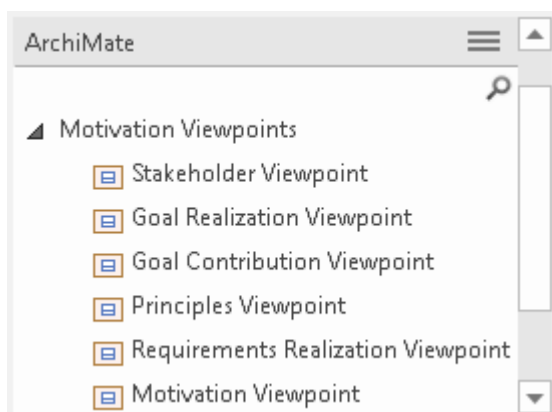 ArchiMate
Motivation Viewpoints
Stakeholder Viewpoint
Goal Realization Viewpoint
Goal Contribution Viewpoint
Principles Viewpoint
Requirements Realization Viewpoint
Motivation Viewpoint